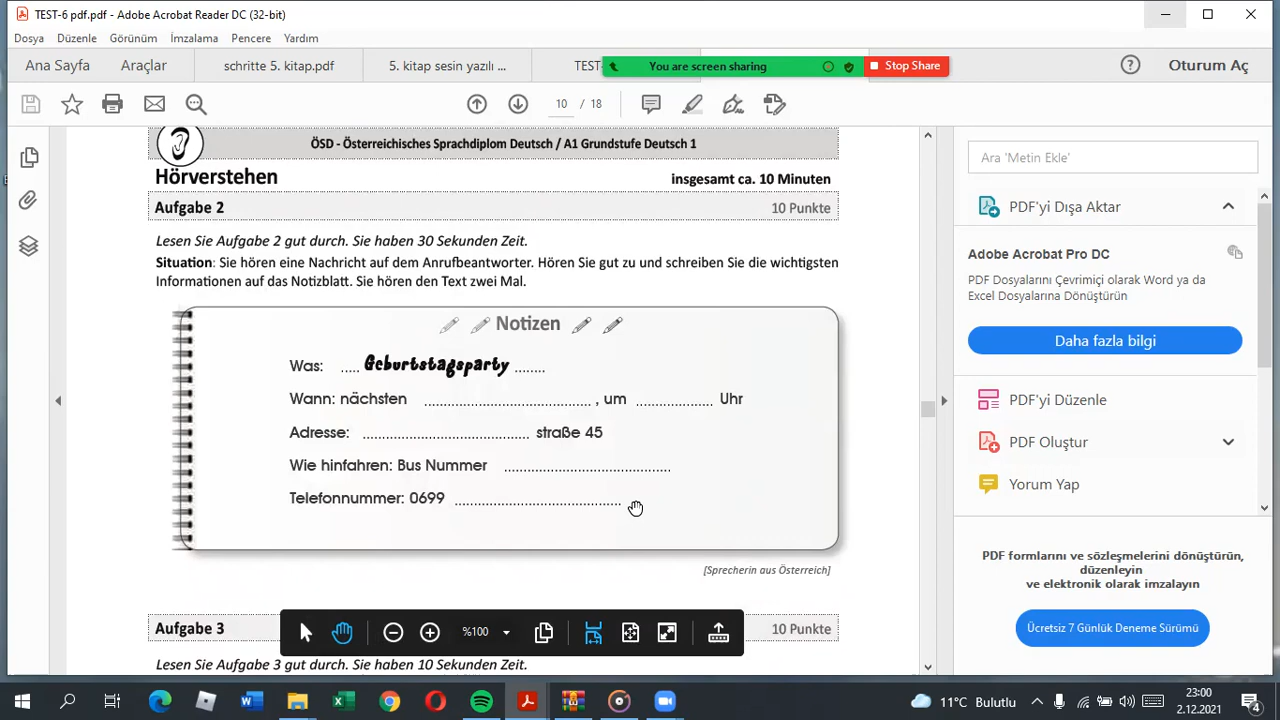 TEST-6 pdf.pdf - Adobe Acrobat Reader DC (32-bit)
Dosya Düzenle Görünüm İmzalama Pencere Yardım
Ana Sayfa Araçlar schritte 5. kitap.pdf 5. kitap sesin yazılı ... TEST- You are screen sharing Stop Share Oturum Aç
10 / 18
Ara 'Metin Ekle'
PDF'yi Dışa Aktar
Adobe Acrobat Pro DC
PDF Dosyalarını Çevrimiçi olarak Word ya da
Excel Dosyalarına Dönüştürün
Daha fazla bilgi
PDF'yi Düzenle
PDF Oluştur
Yorum Yap
PDF formlarını ve sözleşmelerini dönüştürün,
düzenleyin
ve elektronik olarak imzalayın
Ücretsiz 7 Günlük Deneme Sürümü
ÖSD - Österreichisches Sprachdiplom Deutsch / A1 Grundstufe Deutsch 1
Hörverstehen insgesamt ca. 10 Minuten
Aufgabe 2 10 Punkte
Lesen Sie Aufgabe 2 gut durch. Sie haben 30 Sekunden Zeit.
Situation: Sie hören eine Nachricht auf dem Anrufbeantworter. Hören Sie gut zu und schreiben Sie die wichtigsten
Informationen auf das Notizblatt. Sie hören den Text zwei Mal.
Notizen
Was: ..... Geburtstagsparty ........
Wann: nächsten ........................................ , um .................. Uhr
Adresse: ........................................ straße 45
Wie hinfahren: Bus Nummer ........................................
Telefonnummer: 0699 ........................................
[Sprecherin aus Österreich]
Aufgabe 3 10 Punkte
Lesen Sie Aufgabe 3 gut durch. Sie haben 10 Sekunden Zeit.
%100
11°C Bulutlu
23:00
2.12.2021
4